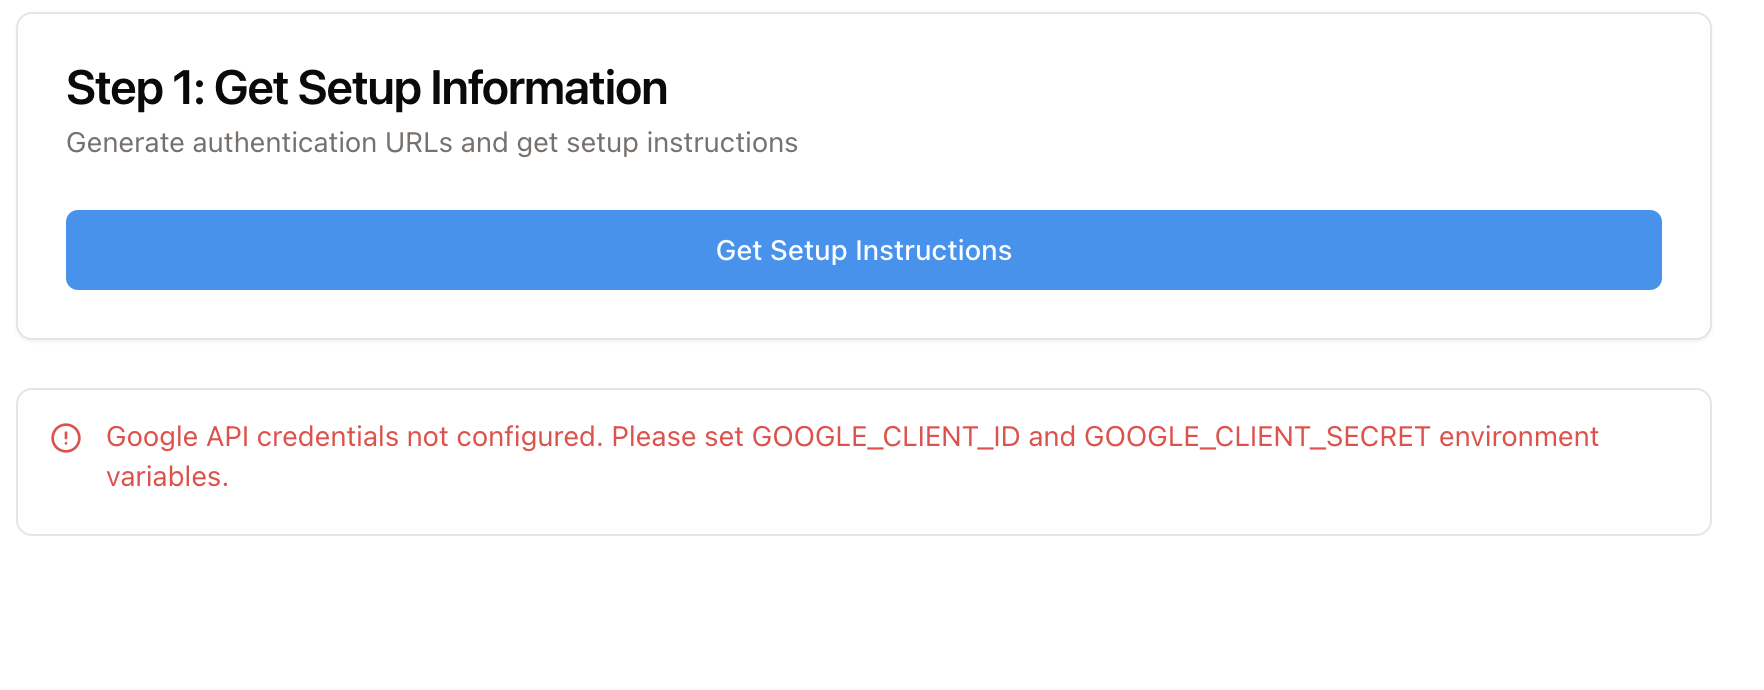 Step 1: Get Setup Information
Generate authentication URLs and get setup instructions
Get Setup Instructions
Google API credentials not configured. Please set GOOGLE_CLIENT_ID and GOOGLE_CLIENT_SECRET environment
variables.